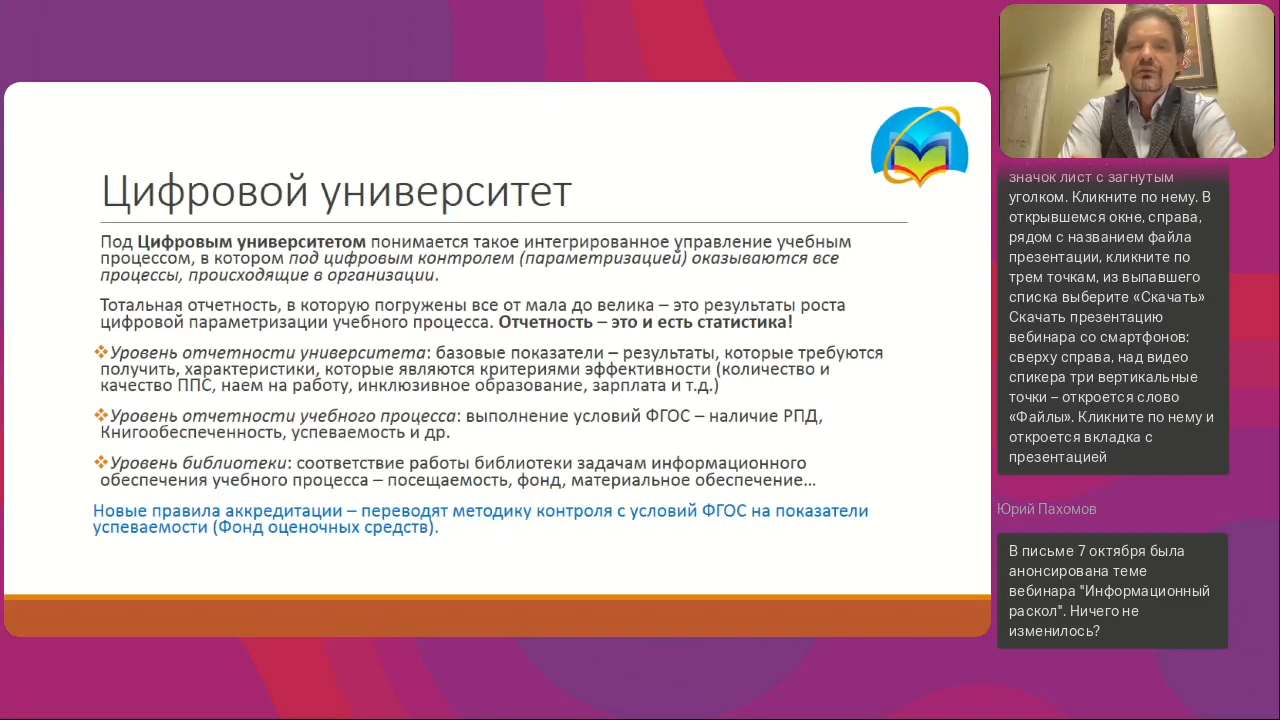 Цифровой университет
Под Цифровым университетом понимается такое интегрированное управление учебным
процессом, в котором под цифровым контролем (параметризацией) оказываются все
процессы, происходящие в организации.
Тотальная отчетность, в которую погружены все от мала до велика – это результаты роста
цифровой параметризации учебного процесса. Отчетность – это и есть статистика!
❖Уровень отчетности университета: базовые показатели – результаты, которые требуются
получить, характеристики, которые являются критериями эффективности (количество и
качество ППС, наем на работу, инклюзивное образование, зарплата и т.д.)
❖Уровень отчетности учебного процесса: выполнение условий ФГОС – наличие РПД,
Книгообеспеченность, успеваемость и др.
❖Уровень библиотеки: соответствие работы библиотеки задачам информационного
обеспечения учебного процесса – посещаемость, фонд, материальное обеспечение…
Новые правила аккредитации – переводят методику контроля с условий ФГОС на показатели
успеваемости (Фонд оценочных средств).
значок лист с загнутым
уголком. Кликните по нему. В
открывшемся окне, справа,
рядом с названием файла
презентации, кликните по
трем точкам, из выпавшего
списка выберите «Скачать»
Скачать презентацию
вебинара со смартфонов:
сверху справа, над видео
спикера три вертикальные
точки – откроется слово
«Файлы». Кликните по нему и
откроется вкладка с
презентацией
Юрий Пахомов
В письме 7 октября была
анонсирована теме
вебинара "Информационный
раскол". Ничего не
изменилось?